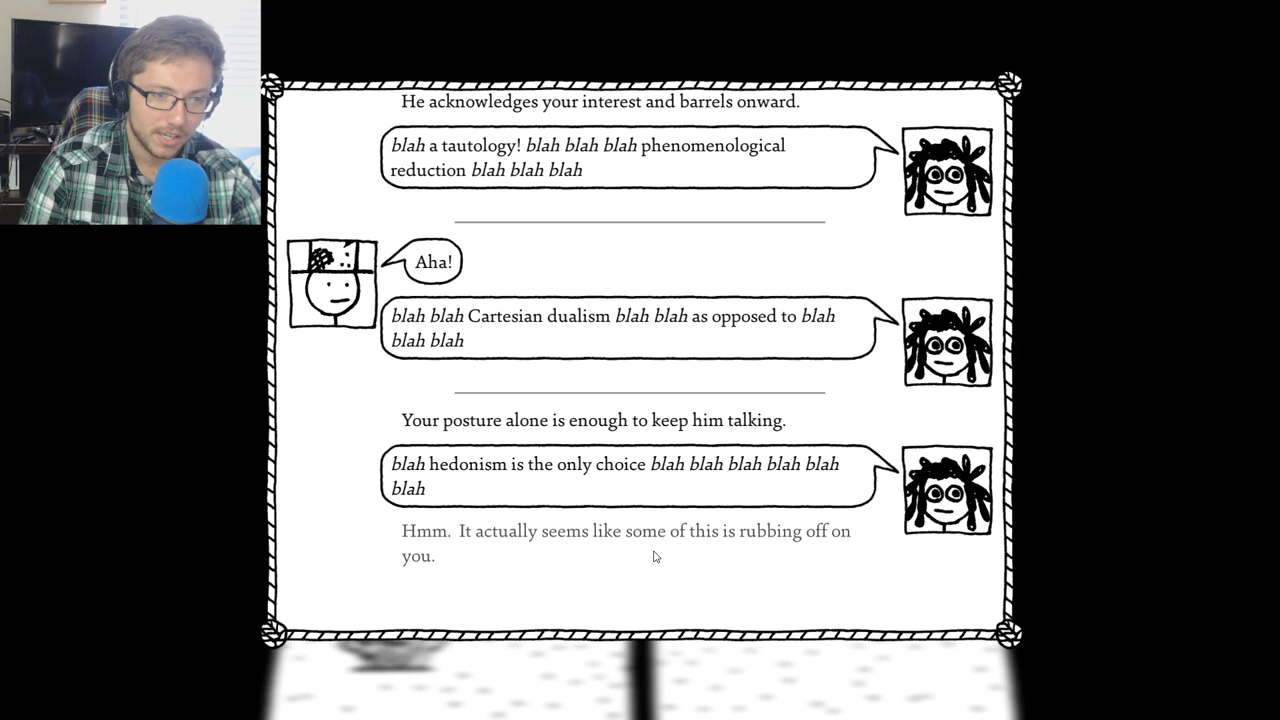 He acknowledges your interest and barrels onward.
blah a tautology! blah blah blah phenomenological
reduction blah blah blah
Aha!
blah blah Cartesian dualism blah blah as opposed to blah
blah blah
Your posture alone is enough to keep him talking.
blah hedonism is the only choice blah blah blah blah blah
blah
Hmm.  It actually seems like some of this is rubbing off on
you.